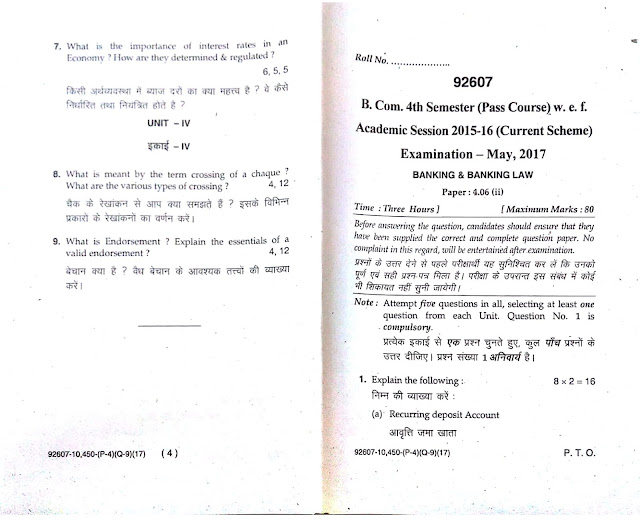 7. What is the importance of interest rates in an
Economy ? How are they determined & regulated ?
6, 5, 5
किसी अर्थव्यवस्था में ब्याज दरों का क्या महत्त्व है ? वे कैसे
निर्धारित तथा नियंत्रित होते है ?
UNIT – IV
इकाई – IV
8. What is meant by the term crossing of a chaque ?
What are the various types of crossing ? 4, 12
चैक के रेखांकन से आप क्या समझते हैं ? इसके विभिन्न
प्रकारो के रेखांकनों का वर्णन करें।
9. What is Endorsement ? Explain the essentials of a
valid endorsement ? 4, 12
बेचान क्या है ? वैध बेचान के आवश्यक तत्त्वों की व्याख्या
करें।
92607-10,450-(P-4)(Q-9)(17) (4)
Roll No. .....................
92607
B. Com. 4th Semester (Pass Course) w. e. f.
Academic Session 2015-16 (Current Scheme)
Examination – May, 2017
BANKING & BANKING LAW
Paper : 4.06 (ii)
Time : Three Hours ] [ Maximum Marks : 80
Before answering the question, candidates should ensure that they
have been supplied the correct and complete question paper. No
complaint in this regard, will be entertained after examination.
प्रश्नों के उत्तर देने से पहले परीक्षार्थी यह सुनिश्चित कर लें कि उनको
पूर्ण एवं सही प्रश्न-पत्र मिला है। परीक्षा के उपरान्त इस संबंध में कोई
भी शिकायत नहीं सुनी जायेगी।
Note : Attempt five questions in all, selecting at least one
question from each Unit. Question No. 1 is
compulsory.
प्रत्येक इकाई से एक प्रश्न चुनते हुए, कुल पाँच प्रश्नों के
उत्तर दीजिए। प्रश्न संख्या 1 अनिवार्य है।
1. Explain the following : 8 × 2 = 16
निम्न की व्याख्या करें :
(a) Recurring deposit Account
आवृत्ति जमा खाता
92607-10,450-(P-4)(Q-9)(17) P. T. O.